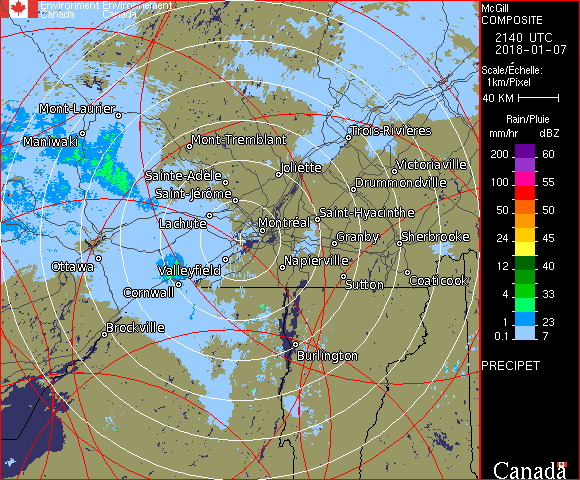 Environment Environnement
Canada Canada
McGill
COMPOSITE
2140 UTC
2018-01-07
Scale/Échelle:
1km/Pixel
40 KM
Rain/Pluie
mm/hr dBZ
200 60
100 55
50 50
24 45
12 40
4 33
1 23
0.1 7
PRECIPET
Canada
Mont-Laurier
Maniwaki
Mont-Tremblant
Trois-Rivières
Sainte-Adèle
Joliette
Victoriaville
Saint-Jérôme
Drummondville
Lachute
Montréal
Saint-Hyacinthe
Ottawa
Valleyfield
Napierville
Granby
Sherbrooke
Cornwall
Sutton
Coaticook
Brockville
Burlington